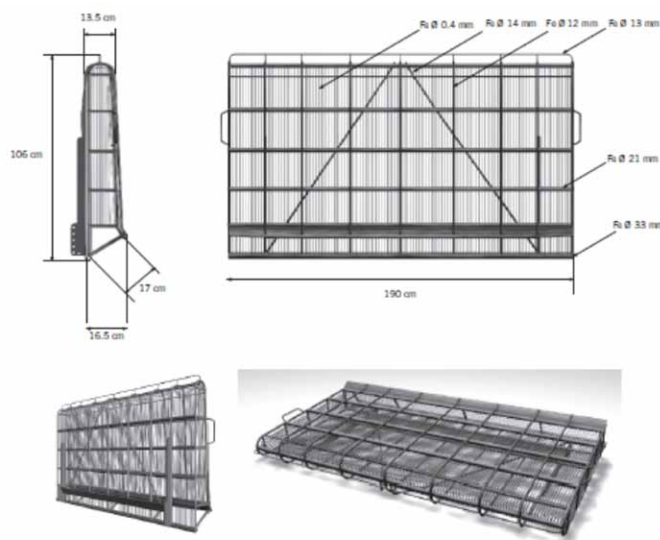 13.5 cm
106 cm
17 cm
16.5 cm
Fe Ø 0.4 mm
Fe Ø 14 mm
Fe Ø 12 mm
Fe Ø 13 mm
Fe Ø 21 mm
Fe Ø 33 mm
190 cm